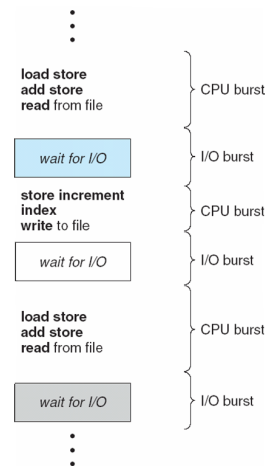 load store
add store
read from file
CPU burst
wait for I/O
I/O burst
store increment
index
write to file
CPU burst
wait for I/O
I/O burst
load store
add store
read from file
CPU burst
wait for I/O
I/O burst